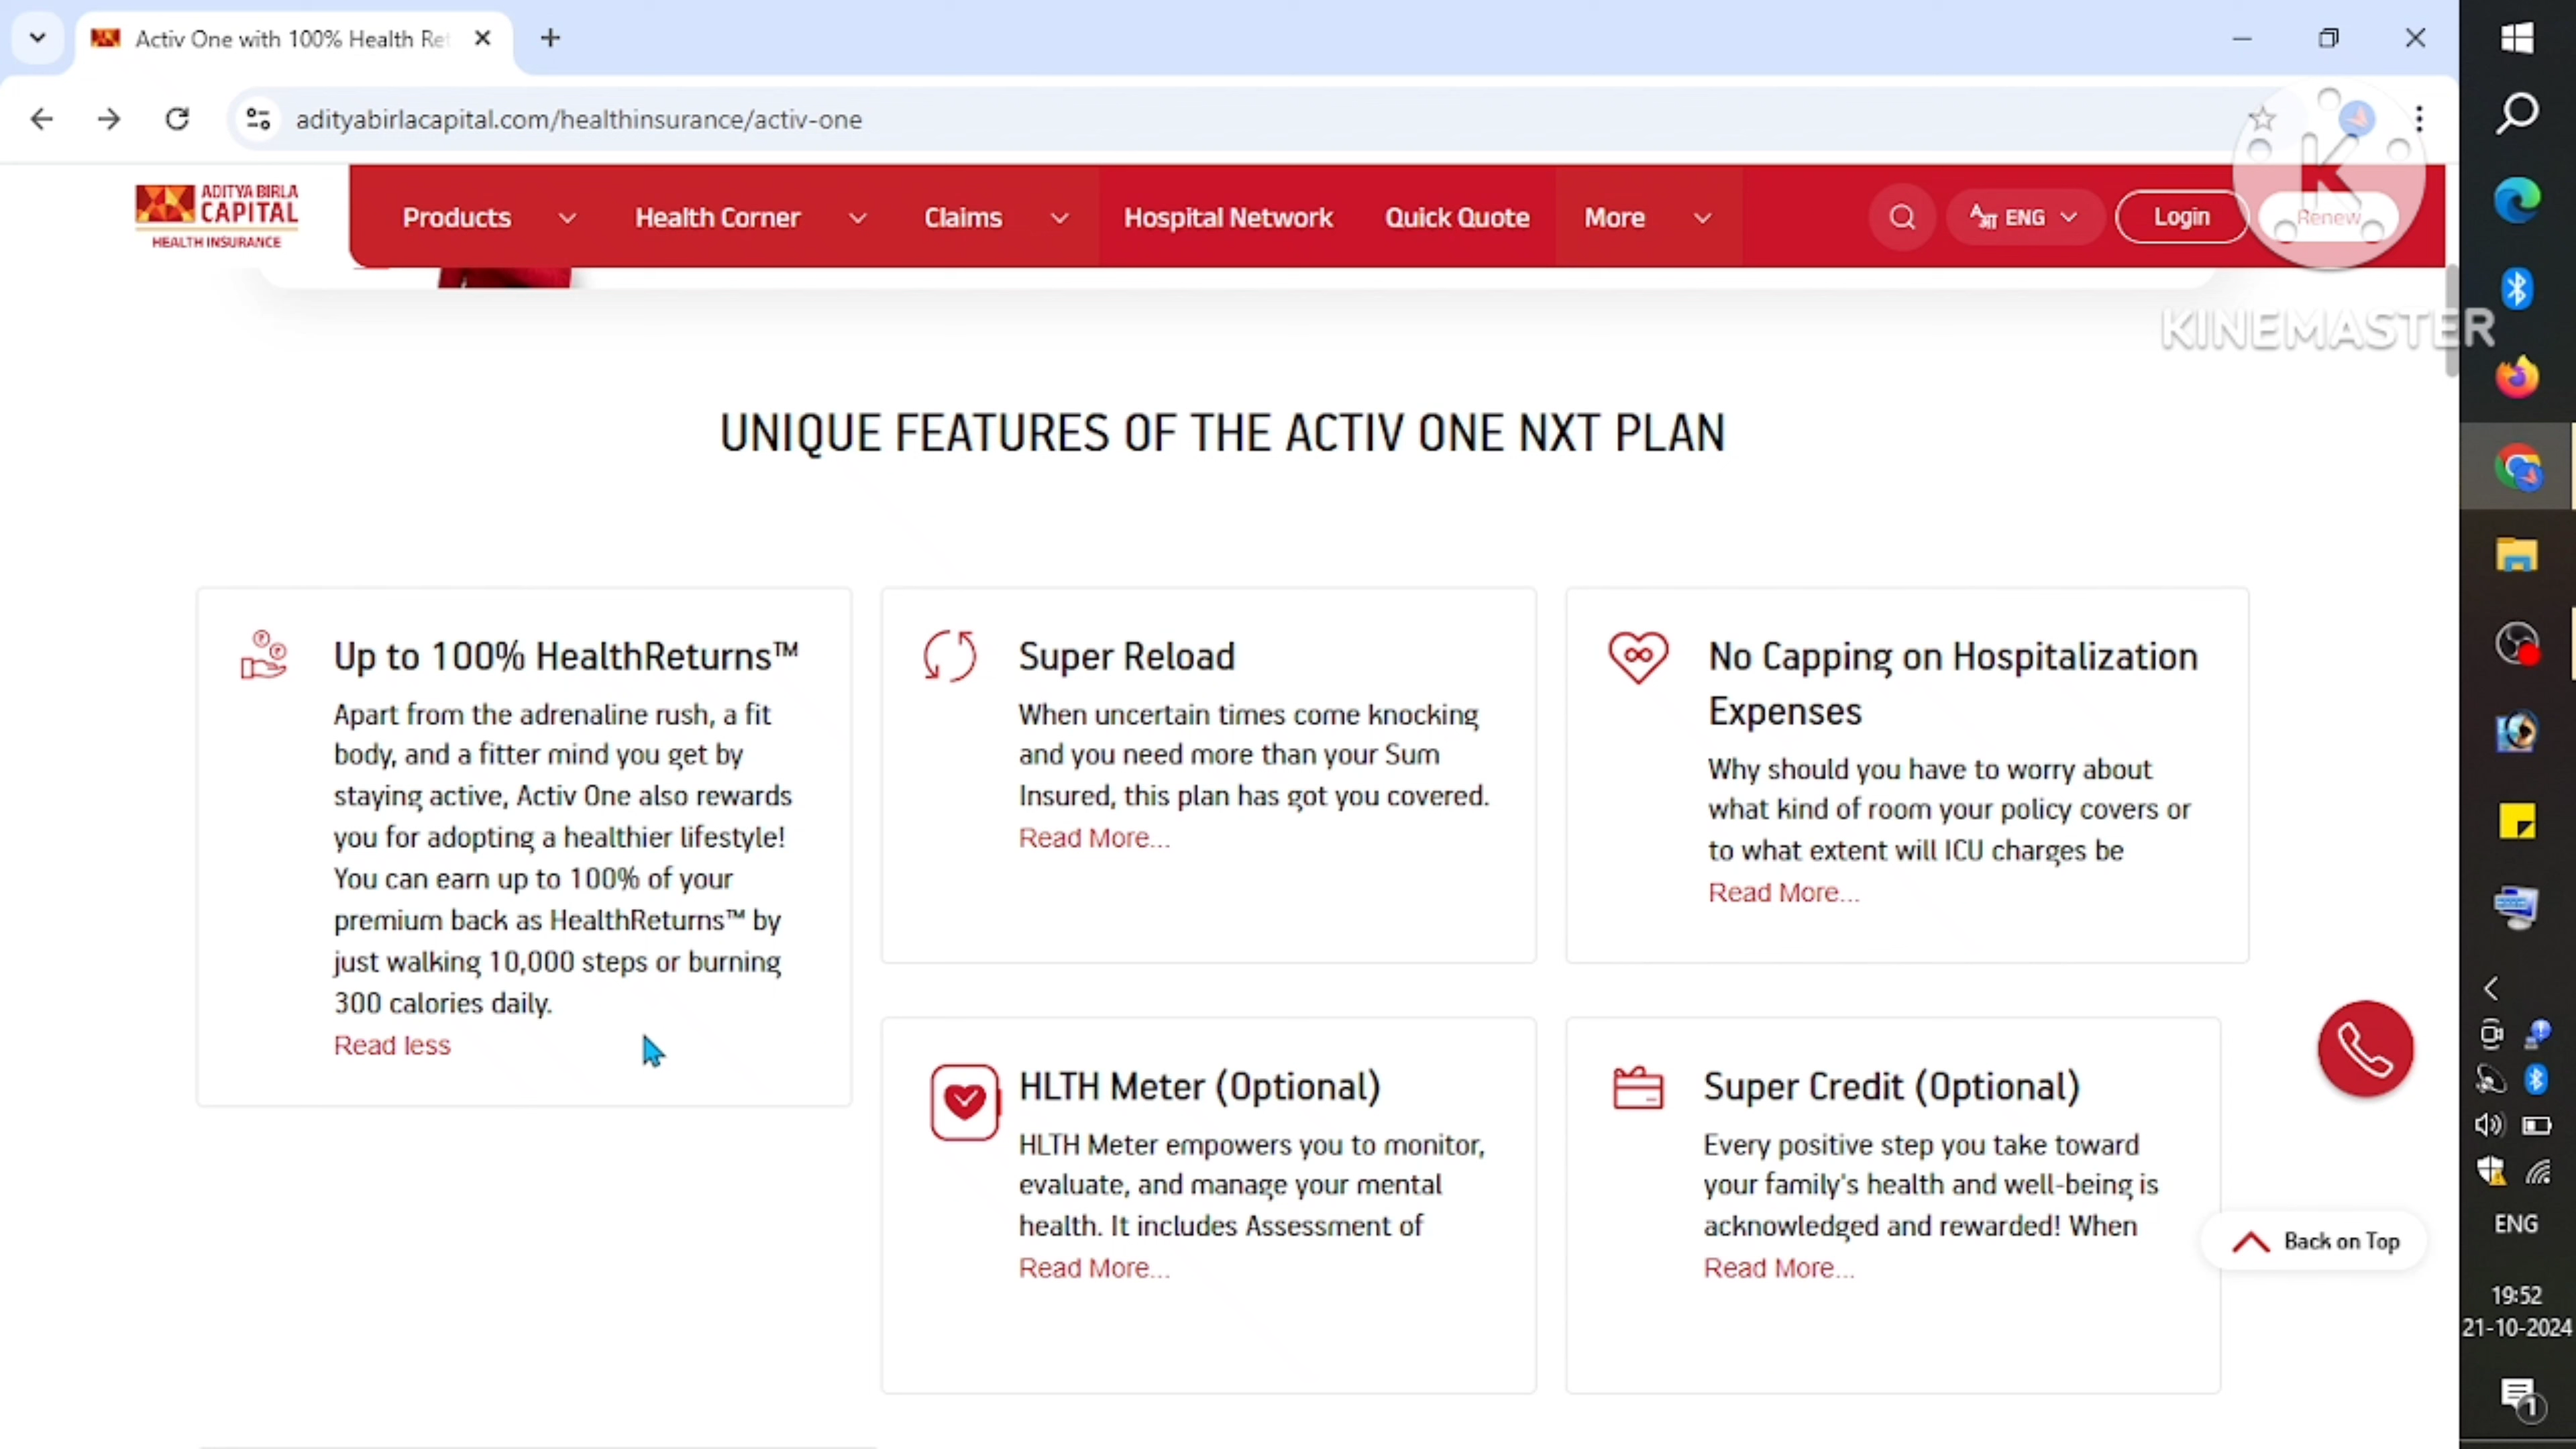 Activ One with 100% Health Ret
adityabirlacapital.com/healthinsurance/activ-one
ADITYA BIRLA
CAPITAL
HEALTH INSURANCE
Products
Health Corner
Claims
Hospital Network
Quick Quote
More
ENG
Login
Renew
KINEMASTER
UNIQUE FEATURES OF THE ACTIV ONE NXT PLAN
Up to 100% HealthReturns™
Apart from the adrenaline rush, a fit
body, and a fitter mind you get by
staying active, Activ One also rewards
you for adopting a healthier lifestyle!
You can earn up to 100% of your
premium back as HealthReturns™ by
just walking 10,000 steps or burning
300 calories daily.
Read less
Super Reload
When uncertain times come knocking
and you need more than your Sum
Insured, this plan has got you covered.
Read More...
No Capping on Hospitalization
Expenses
Why should you have to worry about
what kind of room your policy covers or
to what extent will ICU charges be
Read More...
HLTH Meter (Optional)
HLTH Meter empowers you to monitor,
evaluate, and manage your mental
health. It includes Assessment of
Read More...
Super Credit (Optional)
Every positive step you take toward
your family's health and well-being is
acknowledged and rewarded! When
Read More...
Back on Top
ENG
19:52
21-10-2024
1